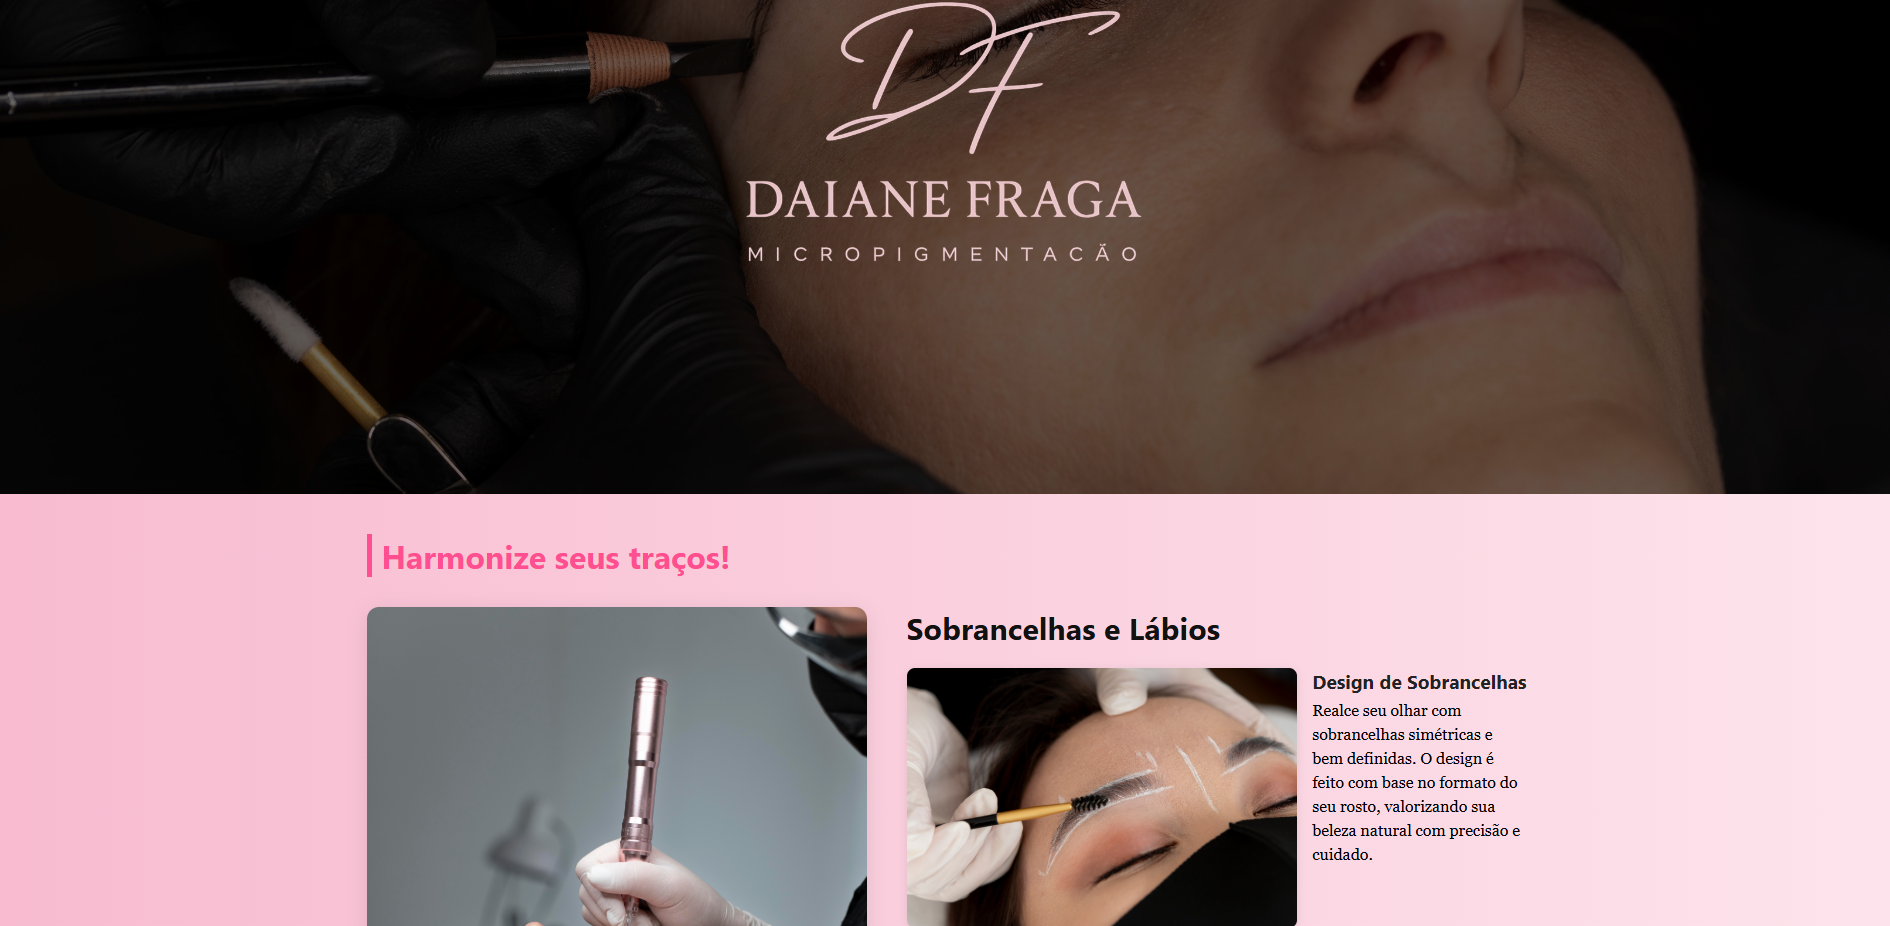 DF
DAIANE FRAGA
MICROPIGMENTACÃO
Harmonize seus traços!
Sobrancelhas e Lábios
Design de Sobrancelhas
Realce seu olhar com
sobrancelhas simétricas e
bem definidas. O design é
feito com base no formato do
seu rosto, valorizando sua
beleza natural com precisão e
cuidado.